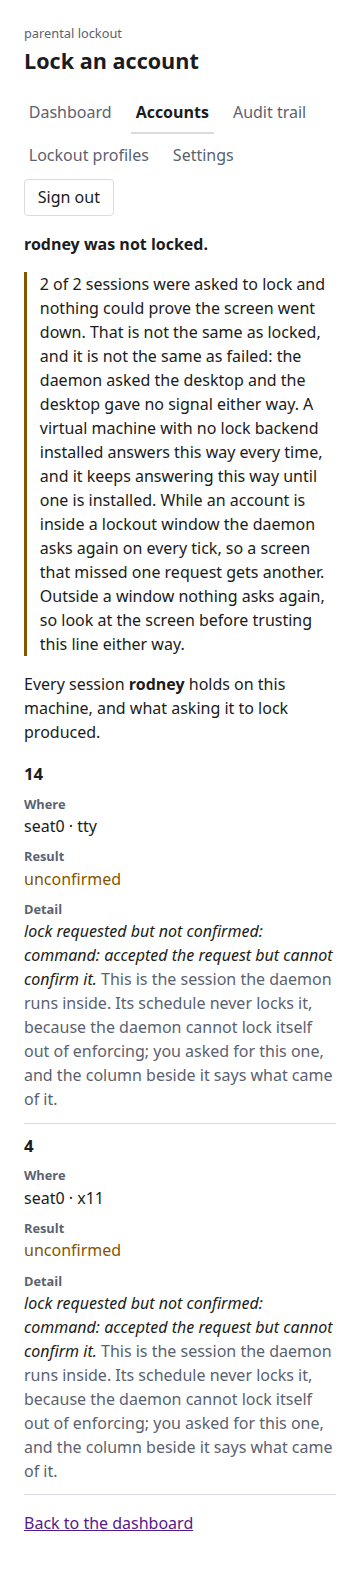 parental lockout
Lock an account
Dashboard Accounts Audit trail
Lockout profiles Settings
Sign out
rodney was not locked.
2 of 2 sessions were asked to lock and
nothing could prove the screen went
down. That is not the same as locked,
and it is not the same as failed: the
daemon asked the desktop and the
desktop gave no signal either way. A
virtual machine with no lock backend
installed answers this way every time,
and it keeps answering this way until
one is installed. While an account is
inside a lockout window the daemon
asks again on every tick, so a screen
that missed one request gets another.
Outside a window nothing asks again,
so look at the screen before trusting
this line either way.
Every session rodney holds on this
machine, and what asking it to lock
produced.
14
Where
seat0 · tty
Result
unconfirmed
Detail
lock requested but not confirmed:
command: accepted the request but cannot
confirm it. This is the session the daemon
runs inside. Its schedule never locks it,
because the daemon cannot lock itself
out of enforcing; you asked for this one,
and the column beside it says what came
of it.
4
Where
seat0 · x11
Result
unconfirmed
Detail
lock requested but not confirmed:
command: accepted the request but cannot
confirm it. This is the session the daemon
runs inside. Its schedule never locks it,
because the daemon cannot lock itself
out of enforcing; you asked for this one,
and the column beside it says what came
of it.
Back to the dashboard